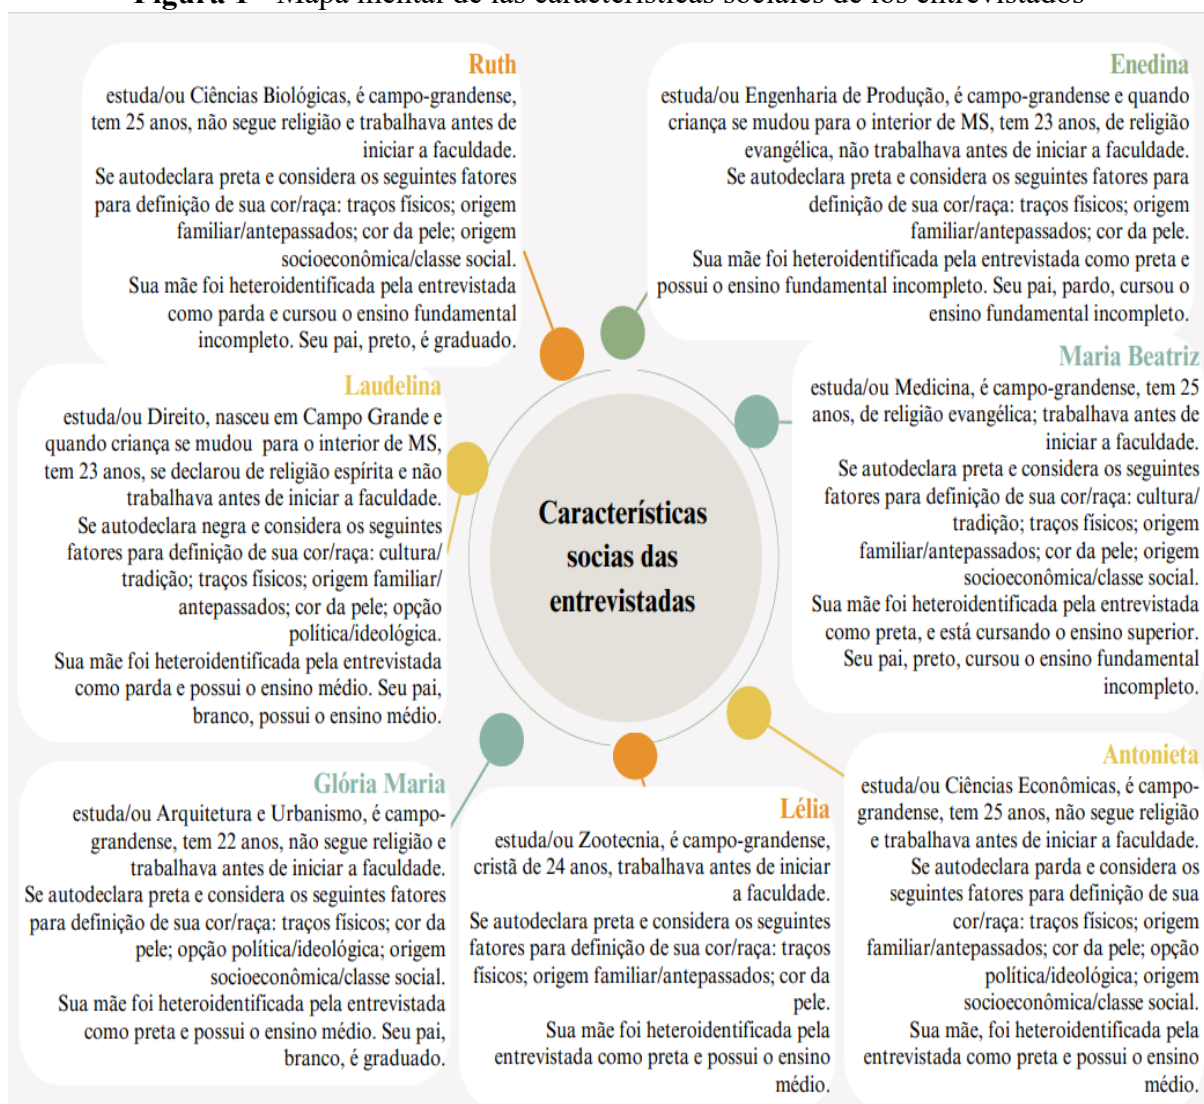 Figura 1 - Mapa mental de las características sociales de los entrevistados
Ruth
estuda/ou Ciências Biológicas, é campo-grandense,
tem 25 anos, não segue religião e trabalhava antes de
iniciar a faculdade.
Se autodeclara preta e considera os seguintes fatores
para definição de sua cor/raça: traços físicos; origem
familiar/antepassados; cor da pele; origem
socioeconômica/classe social.
Sua mãe foi heteroidentificada pela entrevistada
como parda e cursou o ensino fundamental
incompleto. Seu pai, preto, é graduado.
Enedina
estuda/ou Engenharia de Produção, é campo-grandense e quando
criança se mudou para o interior de MS, tem 23 anos, de religião
evangélica, não trabalhava antes de iniciar a faculdade.
Se autodeclara preta e considera os seguintes fatores para
definição de sua cor/raça: traços físicos; origem
familiar/antepassados; cor da pele.
Sua mãe foi heteroidentificada pela entrevistada como preta e
possui o ensino fundamental incompleto. Seu pai, pardo, cursou o
ensino fundamental incompleto.
Laudelina
estuda/ou Direito, nasceu em Campo Grande e
quando criança se mudou para o interior de MS,
tem 23 anos, se declarou de religião espírita e não
trabalhava antes de iniciar a faculdade.
Se autodeclara negra e considera os seguintes
fatores para definição de sua cor/raça: cultura/
tradição; traços físicos; origem familiar/
antepassados; cor da pele; opção
política/ideológica.
Sua mãe foi heteroidentificada pela entrevistada
como parda e possui o ensino médio. Seu pai,
branco, possui o ensino médio.
Características
socias das
entrevistadas
Maria Beatriz
estuda/ou Medicina, é campo-grandense, tem 25
anos, de religião evangélica; trabalhava antes de
iniciar a faculdade.
Se autodeclara preta e considera os seguintes
fatores para definição de sua cor/raça: cultura/
tradição; traços físicos; origem
familiar/antepassados; cor da pele; origem
socioeconômica/classe social.
Sua mãe foi heteroidentificada pela entrevistada
como preta, e está cursando o ensino superior.
Seu pai, preto, cursou o ensino fundamental
incompleto.
Glória Maria
estuda/ou Arquitetura e Urbanismo, é campo-
grandense, tem 22 anos, não segue religião e
trabalhava antes de iniciar a faculdade.
Se autodeclara preta e considera os seguintes fatores
para definição de sua cor/raça: traços físicos; cor da
pele; opção política/ideológica; origem
socioeconômica/classe social.
Sua mãe foi heteroidentificada pela entrevistada
como preta e possui o ensino médio. Seu pai,
branco, é graduado.
Lélia
estuda/ou Zootecnia, é campo-grandense,
cristã de 24 anos, trabalhava antes de iniciar
a faculdade.
Se autodeclara preta e considera os seguintes
fatores para definição de sua cor/raça: traços
físicos; origem familiar/antepassados; cor da
pele.
Sua mãe foi heteroidentificada pela
entrevistada como preta e possui o ensino
médio.
Antonieta
estuda/ou Ciências Econômicas, é campo-
grandense, tem 25 anos, não segue religião
e trabalhava antes de iniciar a faculdade.
Se autodeclara parda e considera os
seguintes fatores para definição de sua
cor/raça: traços físicos; origem
familiar/antepassados; cor da pele; opção
política/ideológica; origem
socioeconômica/classe social.
Sua mãe, foi heteroidentificada pela
entrevistada como preta e possui o ensino
médio.